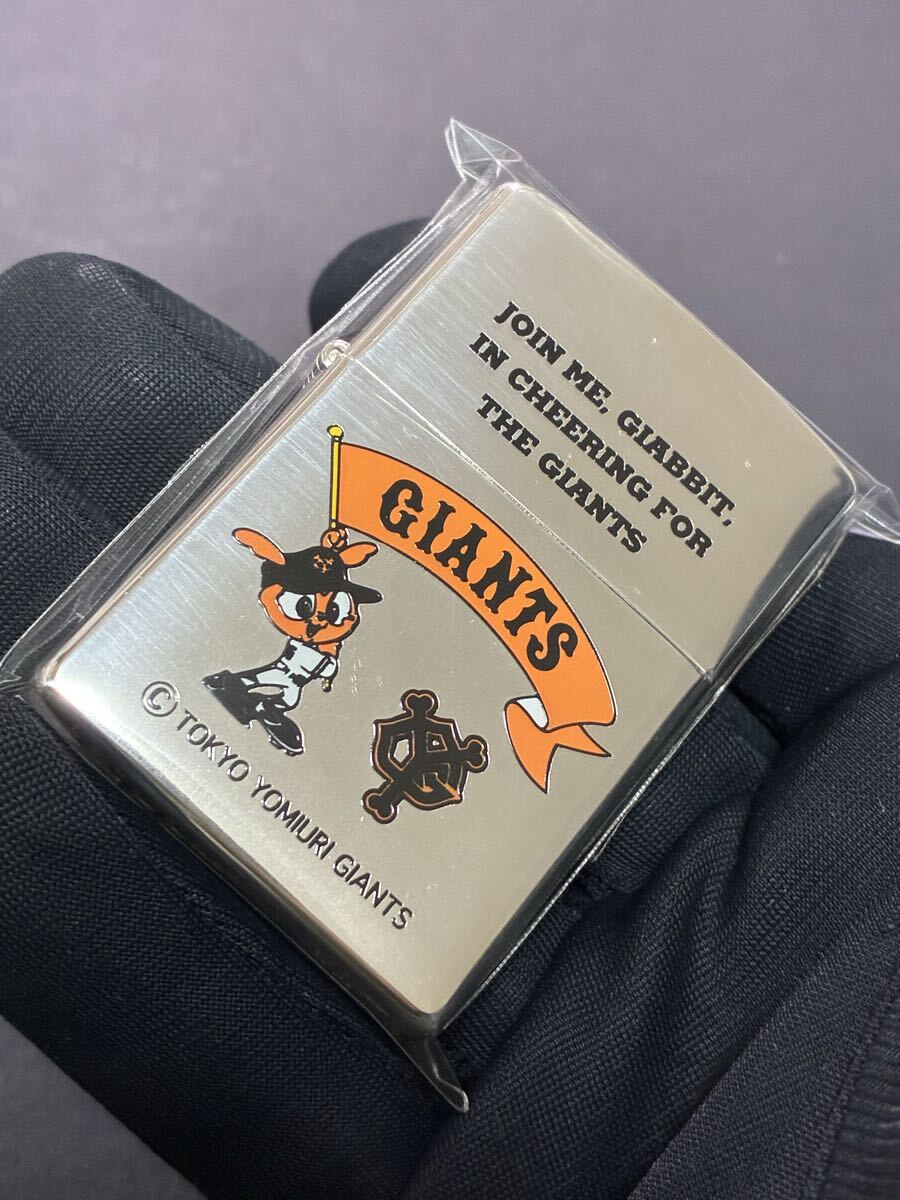 JOIN ME, GIABBIT,
IN CHEERING FOR
THE GIANTS
GIANTS
© TOKYO YOMIURI GIANTS